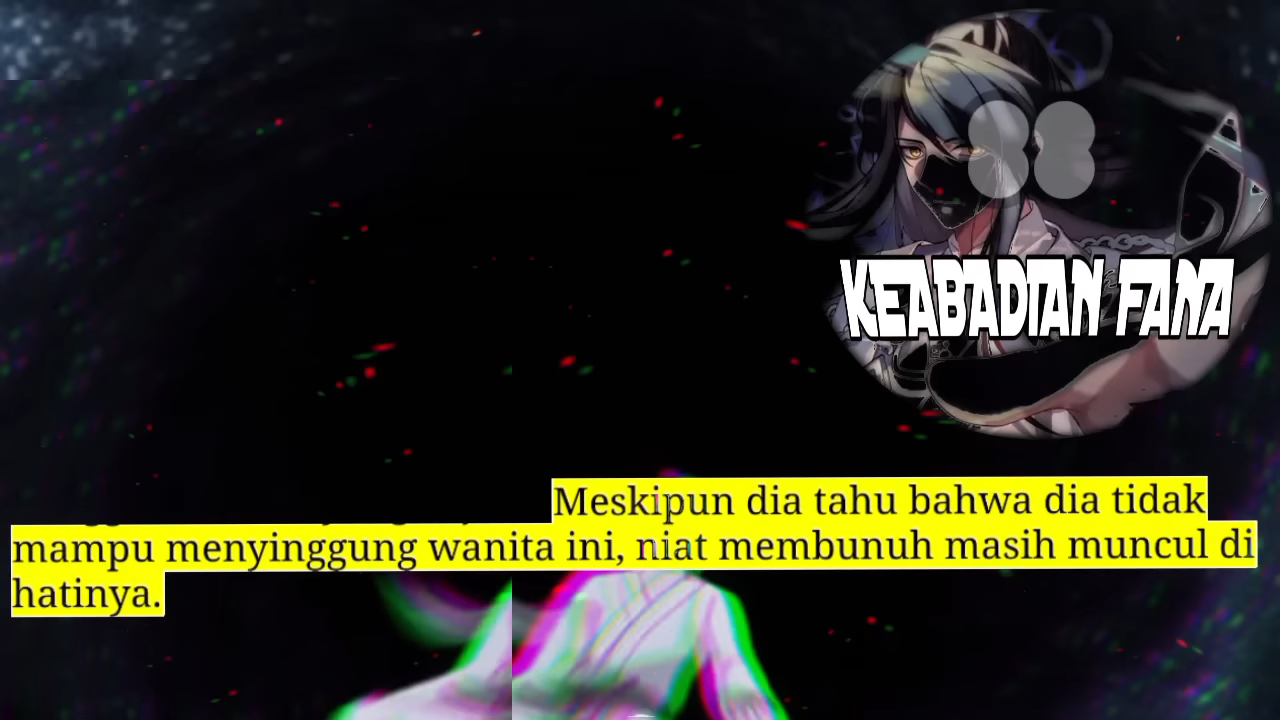 KEABADIAN FANA
Meskipun dia tahu bahwa dia tidak
mampu menyinggung wanita ini, niat membunuh masih muncul di
hatinya.